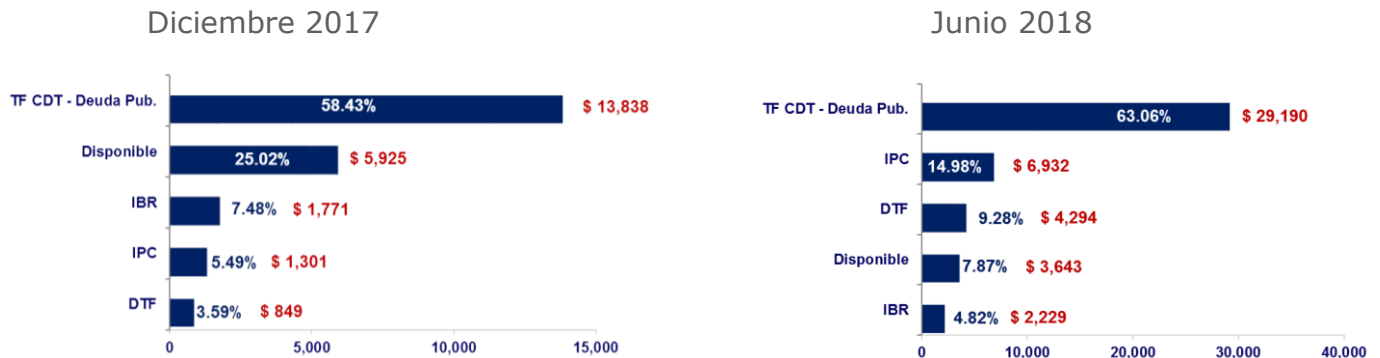 Diciembre 2017
TF CDT - Deuda Pub. 58.43% $ 13,838
Disponible 25.02% $ 5,925
IBR 7.48% $ 1,771
IPC 5.49% $ 1,301
DTF 3.59% $ 849
0 5,000 10,000 15,000
Junio 2018
TF CDT - Deuda Pub. 63.06% $ 29,190
IPC 14.98% $ 6,932
DTF 9.28% $ 4,294
Disponible 7.87% $ 3,643
IBR 4.82% $ 2,229
0 10.000 20.000 30.000 40.000